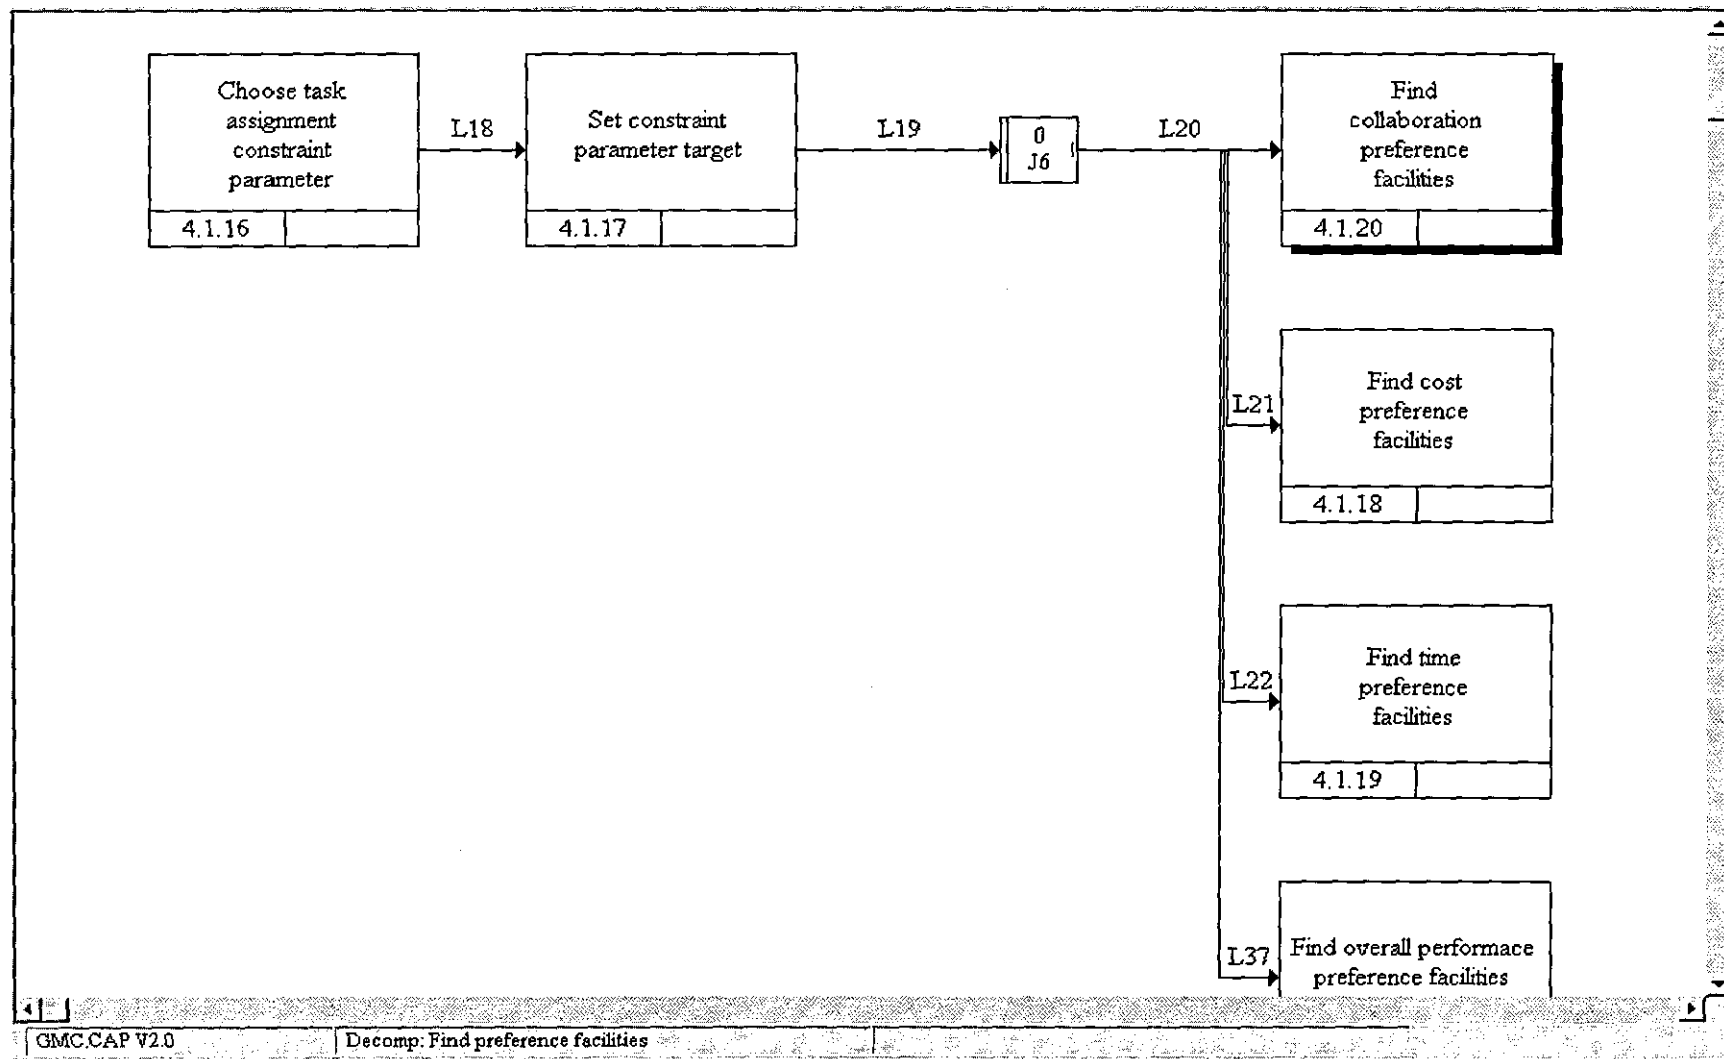 Choose task
assignment
constraint
parameter
4.1.16
L18
Set constraint
parameter target
4.1.17
L19
0
J6
L20
Find
collaboration
preference
facilities
4.1.20
L21
Find cost
preference
facilities
4.1.18
L22
Find time
preference
facilities
4.1.19
L37
Find overall performace
preference facilities
GMC.CAP V2.0
Decomp: Find preference facilities